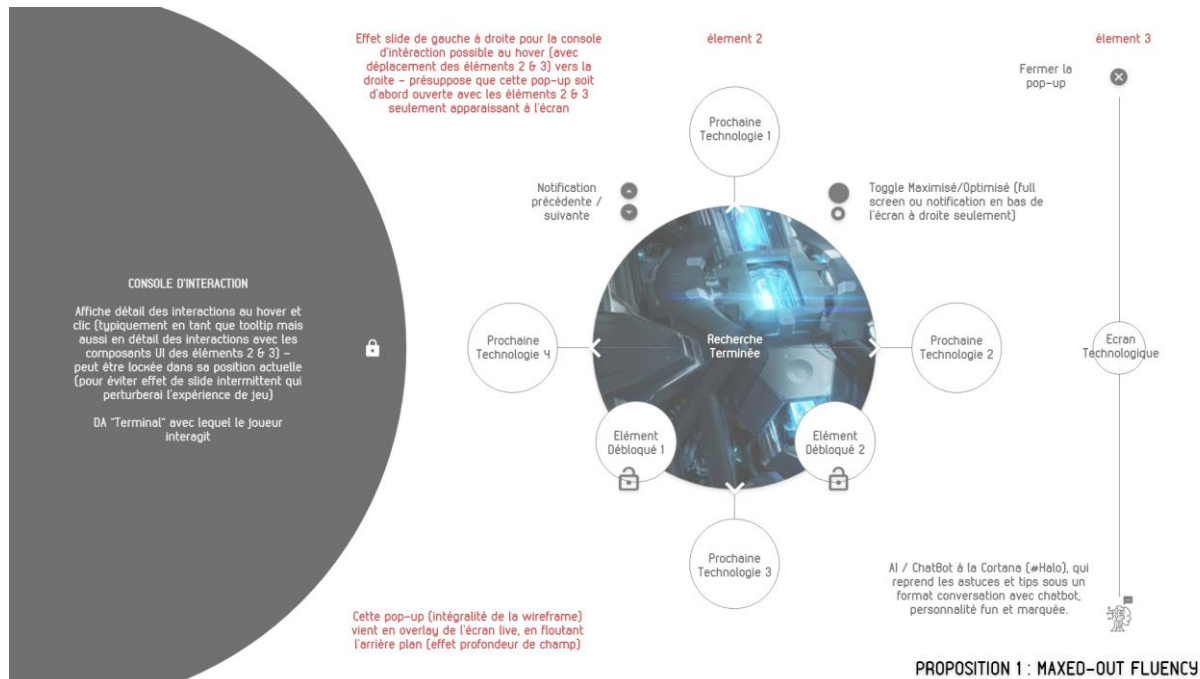 Effet slide de gauche à droite pour la console
d'intéraction possible au hover (avec
déplacement des éléments 2 & 3) vers la
droite - présuppose que cette pop-up soit
d'abord ouverte avec les éléments 2 & 3
seulement apparaissant à l'écran
élement 2
élement 3
Fermer la
pop-up
Prochaine
Technologie 1
Notification
précédente /
suivante
Toggle Maximisé/Optimisé (full
screen ou notification en bas de
l'écran à droite seulement)
CONSOLE D'INTERACTION
Affiche détail des interactions au hover et
clic (typiquement en tant que tooltip mais
aussi en détail des interactions avec les
composants UI des éléments 2 & 3) -
peut être lockée dans sa position actuelle
(pour éviter effet de slide intermittent qui
perturberai l'expérience de jeu)
DA "Terminal" avec lequel le joueur
interagit
Prochaine
Technologie 4
Recherche
Terminée
Prochaine
Technologie 2
Ecran
Technologique
Elément
Débloqué 1
Elément
Débloqué 2
Prochaine
Technologie 3
AI / ChatBot à la Cortana (#Halo), qui
reprend les astuces et tips sous un
format conversation avec chatbot,
personnalité fun et marquée.
Cette pop-up (intégralité de la wireframe)
vient en overlay de l'écran live, en floutant
l'arrière plan (effet profondeur de champ)
PROPOSITION 1 : MAXED-OUT FLUENCY